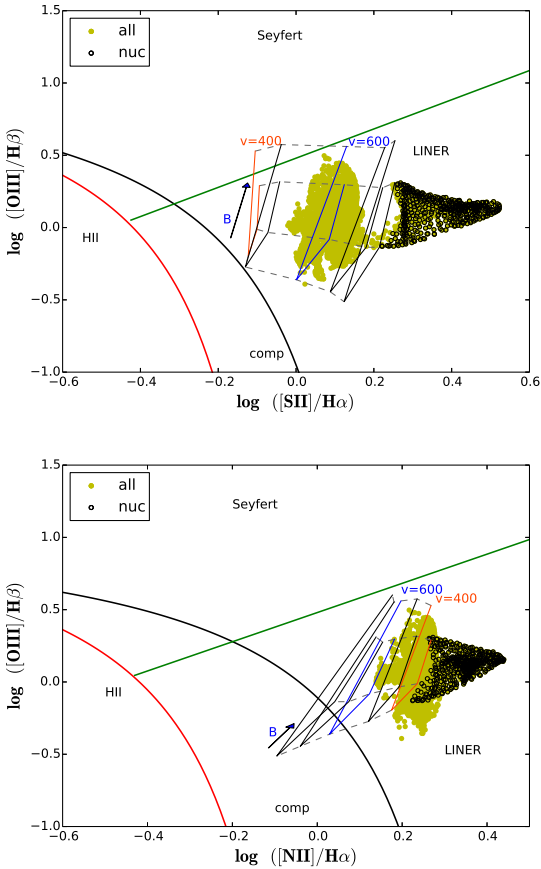 1.5
1.0
0.5
0.0
−0.5
−1.0
log ([OIII]/Hβ)
all
nuc
Seyfert
v=400
v=600
LINER
B
HII
comp
−0.6 −0.4 −0.2 0.0 0.2 0.4 0.6
log ([SII]/Hα)
1.5
1.0
0.5
0.0
−0.5
−1.0
log ([OIII]/Hβ)
all
nuc
Seyfert
v=600
v=400
HII
B
LINER
comp
−0.6 −0.4 −0.2 0.0 0.2 0.4
log ([NII]/Hα)